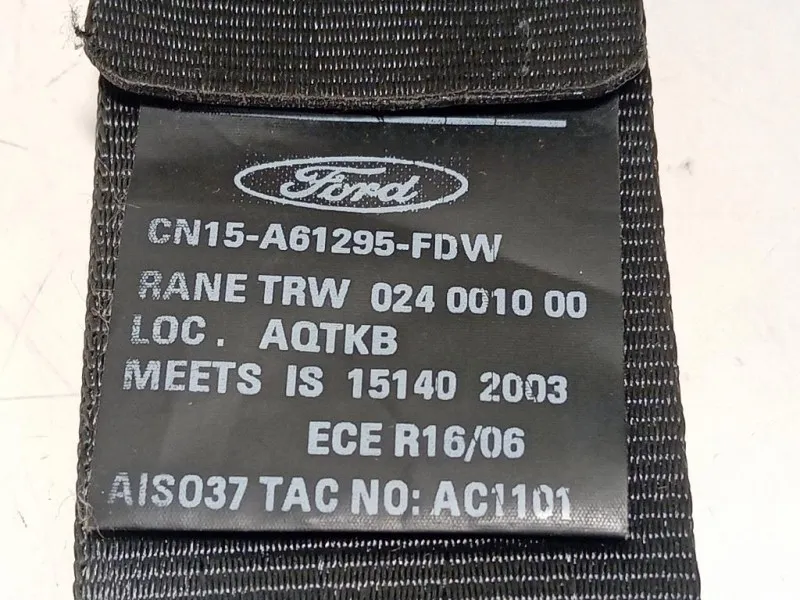 Ford
CN15-A61295-FDW
RANE TRW 024 0010 00
LOC. AQTKB
MEETS IS 15140 2003
ECE R16/06
AIS037 TAC NO: AC1101